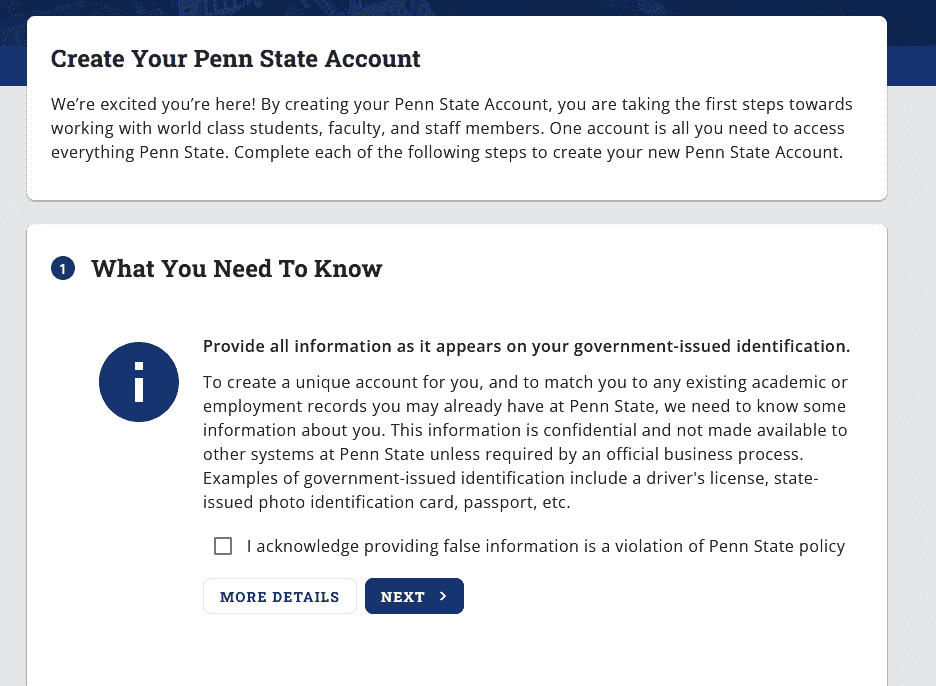 Create Your Penn State Account
We’re excited you’re here! By creating your Penn State Account, you are taking the first steps towards
working with world class students, faculty, and staff members. One account is all you need to access
everything Penn State. Complete each of the following steps to create your new Penn State Account.
1 What You Need To Know
Provide all information as it appears on your government-issued identification.
To create a unique account for you, and to match you to any existing academic or
employment records you may already have at Penn State, we need to know some
information about you. This information is confidential and not made available to
other systems at Penn State unless required by an official business process.
Examples of government-issued identification include a driver's license, state-
issued photo identification card, passport, etc.
I acknowledge providing false information is a violation of Penn State policy
MORE DETAILS NEXT